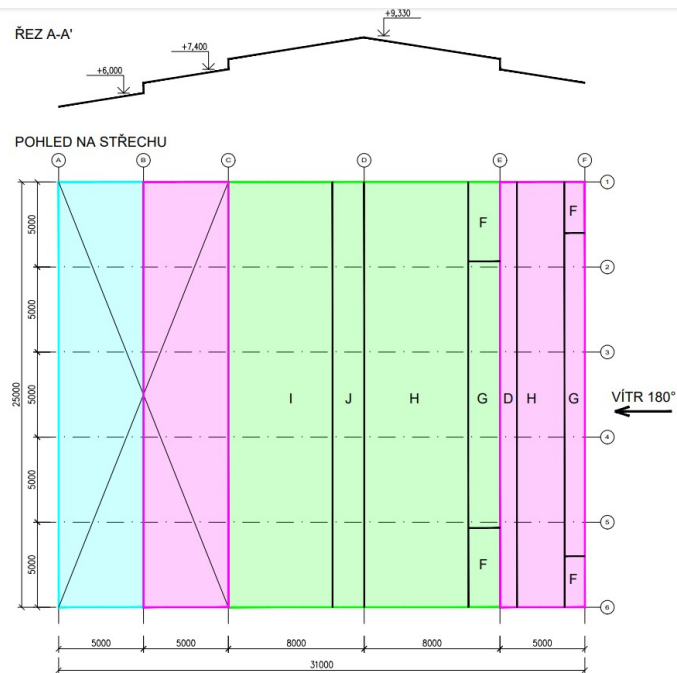 ŘEZ A-A'
+9,330
+7,400
+6,000
POHLED NA STŘECHU
A B C D E F
1
2
3
4
5
6
5000
5000
5000
5000
5000
25000
F
F
I J H G D H G
F
F
VÍTR 180°
5000 5000 8000 8000 5000
31000